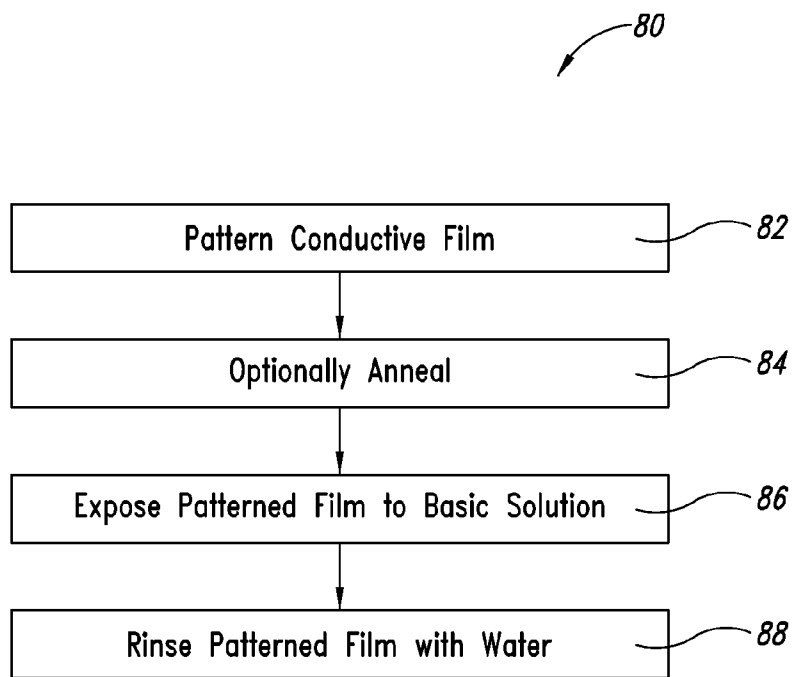 80
Pattern Conductive Film 82
Optionally Anneal 84
Expose Patterned Film to Basic Solution 86
Rinse Patterned Film with Water 88